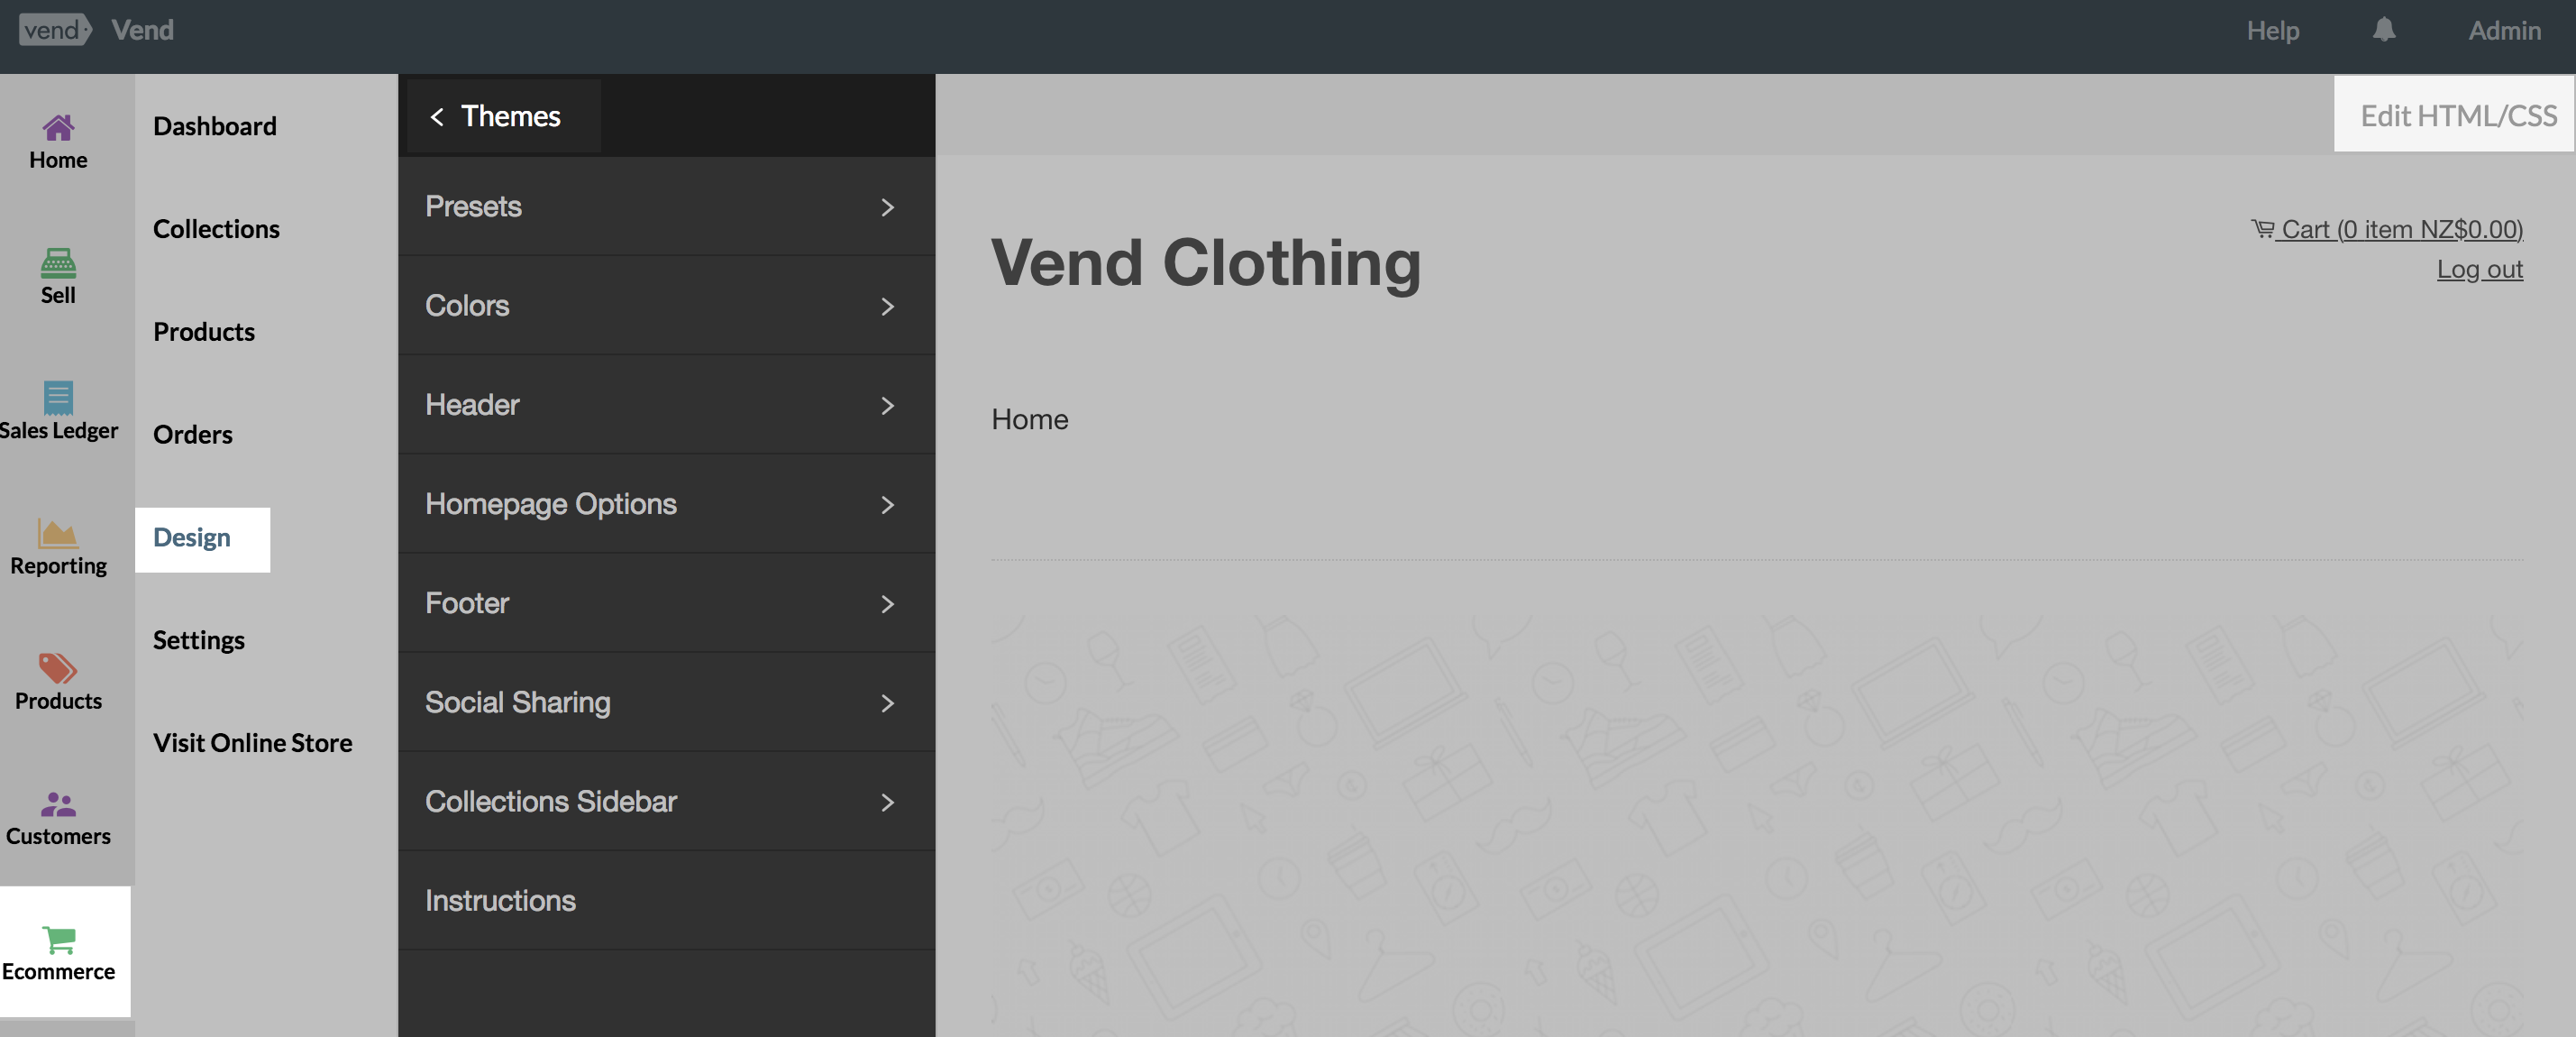 vend Vend
Help
Admin
Home
Sell
Sales Ledger
Reporting
Products
Customers
Ecommerce
Dashboard
Collections
Products
Orders
Design
Settings
Visit Online Store
< Themes
Presets >
Colors >
Header >
Homepage Options >
Footer >
Social Sharing >
Collections Sidebar >
Instructions
Edit HTML/CSS
Cart (0 item NZ$0.00)
Log out
Vend Clothing
Home